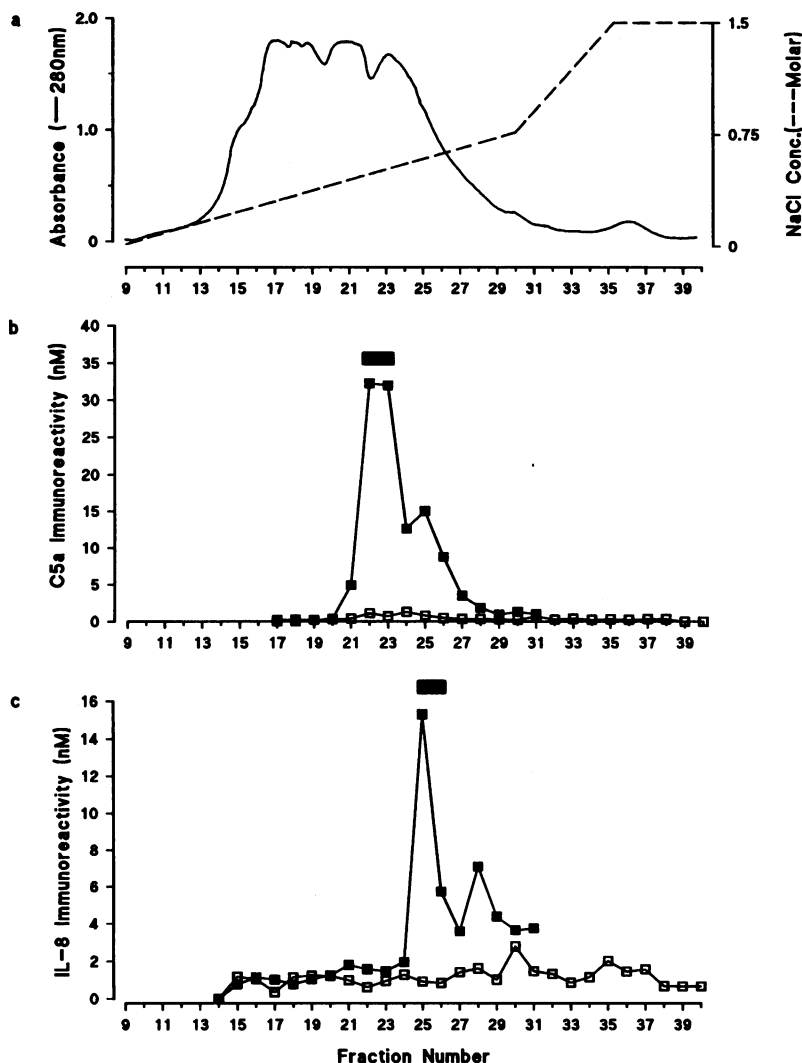 a
2.0
1.0
0
Absorbance (—280nm)
1.5
0.75
0
NaCl Conc.(---Molar)
9 11 13 15 17 19 21 23 25 27 29 31 33 35 37 39
b
40
35
30
25
20
15
10
5
0
C5a Immunoreactivity (nM)
9 11 13 15 17 19 21 23 25 27 29 31 33 35 37 39
c
16
14
12
10
8
6
4
2
0
IL-8 Immunoreactivity (nM)
9 11 13 15 17 19 21 23 25 27 29 31 33 35 37 39
Fraction Number